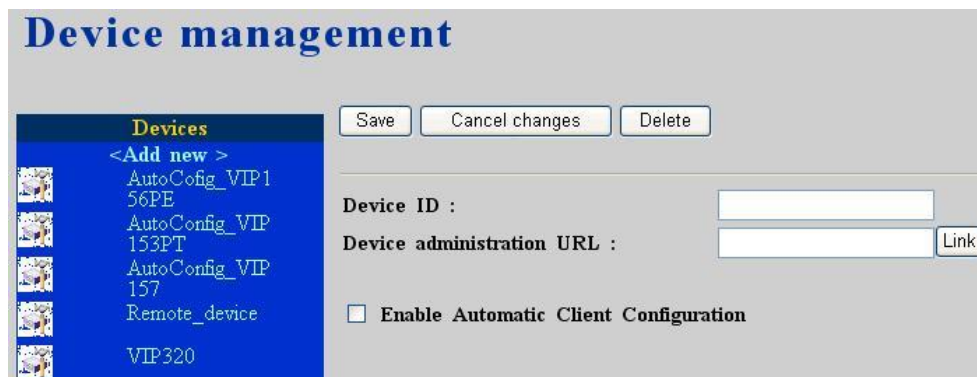 Device management
Devices
<Add new >
AutoCofig_VIP1
56PE
AutoConfig_VIP
153PT
AutoConfig_VIP
157
Remote_device
VIP320
Save Cancel changes Delete
Device ID :
Device administration URL : Link
Enable Automatic Client Configuration